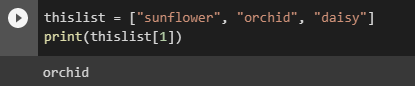 thislist = ["sunflower", "orchid", "daisy"]
print(thislist[1])
orchid